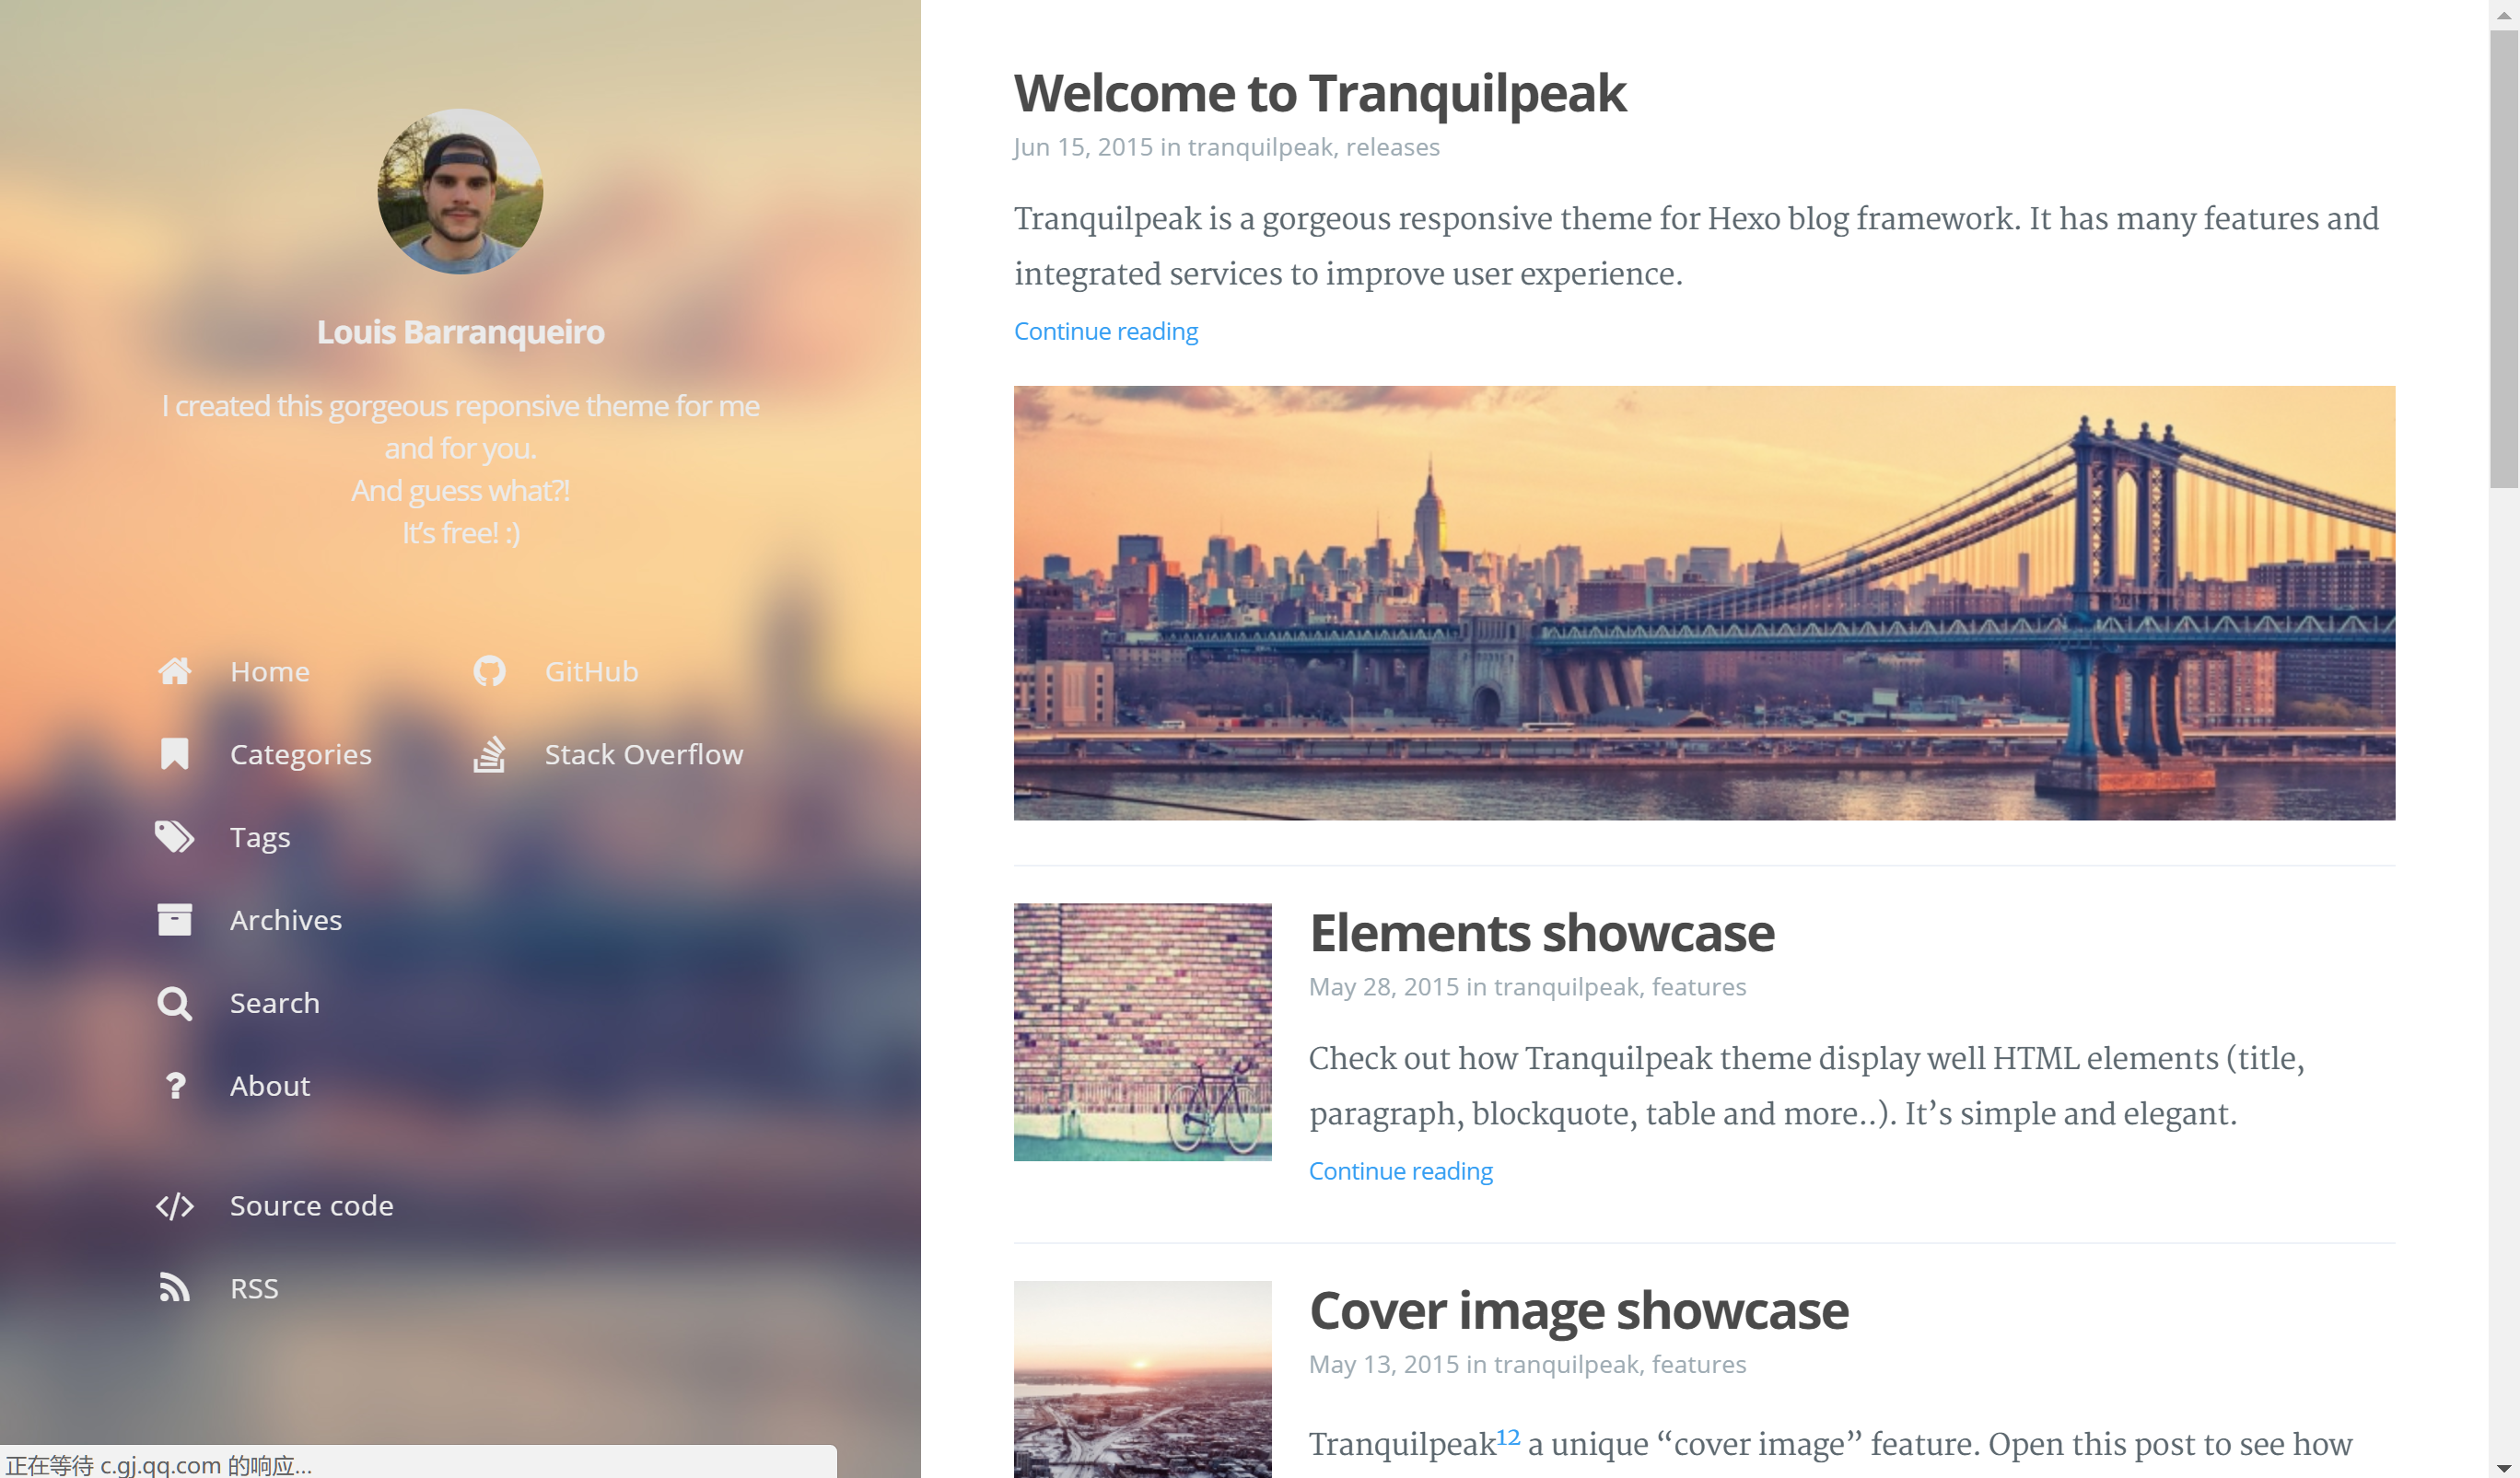 Louis Barranqueiro
I created this gorgeous reponsive theme for me
and for you.
And guess what?!
It's free! :)
Home
Categories
Tags
Archives
Search
About
Source code
RSS
GitHub
Stack Overflow
正在等待 c.gj.qq.com 的响应...
Welcome to Tranquilpeak
Jun 15, 2015 in tranquilpeak, releases
Tranquilpeak is a gorgeous responsive theme for Hexo blog framework. It has many features and
integrated services to improve user experience.
Continue reading
Elements showcase
May 28, 2015 in tranquilpeak, features
Check out how Tranquilpeak theme display well HTML elements (title,
paragraph, blockquote, table and more..). It’s simple and elegant.
Continue reading
Cover image showcase
May 13, 2015 in tranquilpeak, features
Tranquilpeak12 a unique “cover image” feature. Open this post to see how